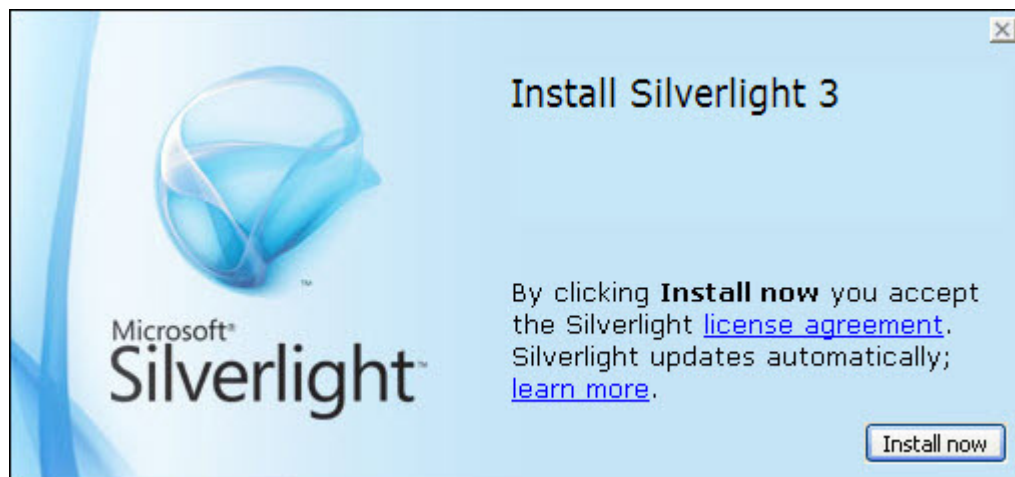 Install Silverlight 3
Microsoft®
Silverlight™
By clicking Install now you accept
the Silverlight license agreement.
Silverlight updates automatically;
learn more.
Install now